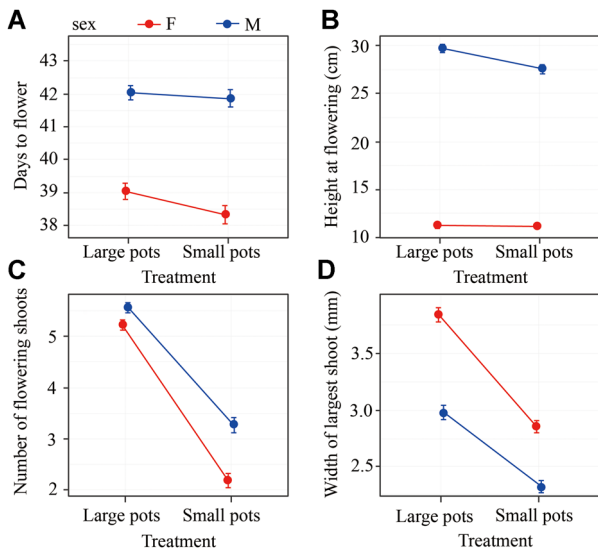 A
sex F M
Days to flower
43
42
41
40
39
38
Large pots Small pots
Treatment
B
Height at flowering (cm)
30
25
20
15
10
Large pots Small pots
Treatment
C
Number of flowering shoots
5
4
3
2
Large pots Small pots
Treatment
D
Width of largest shoot (mm)
3.5
3.0
2.5
Large pots Small pots
Treatment